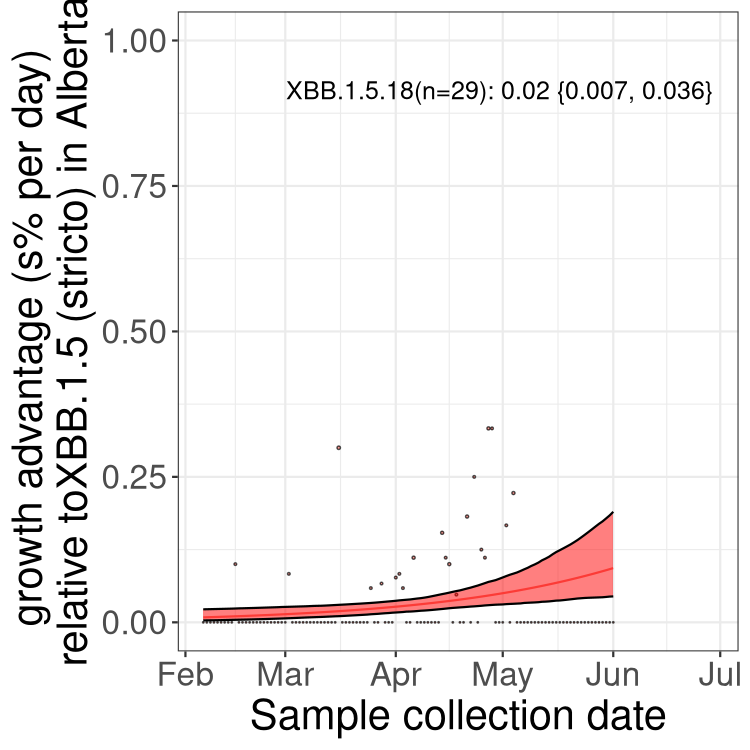 growth advantage (s% per day)
relative toXBB.1.5 (stricto) in Alberta
1.00
0.75
0.50
0.25
0.00
XBB.1.5.18(n=29): 0.02 {0.007, 0.036}
Feb Mar Apr May Jun Jul
Sample collection date